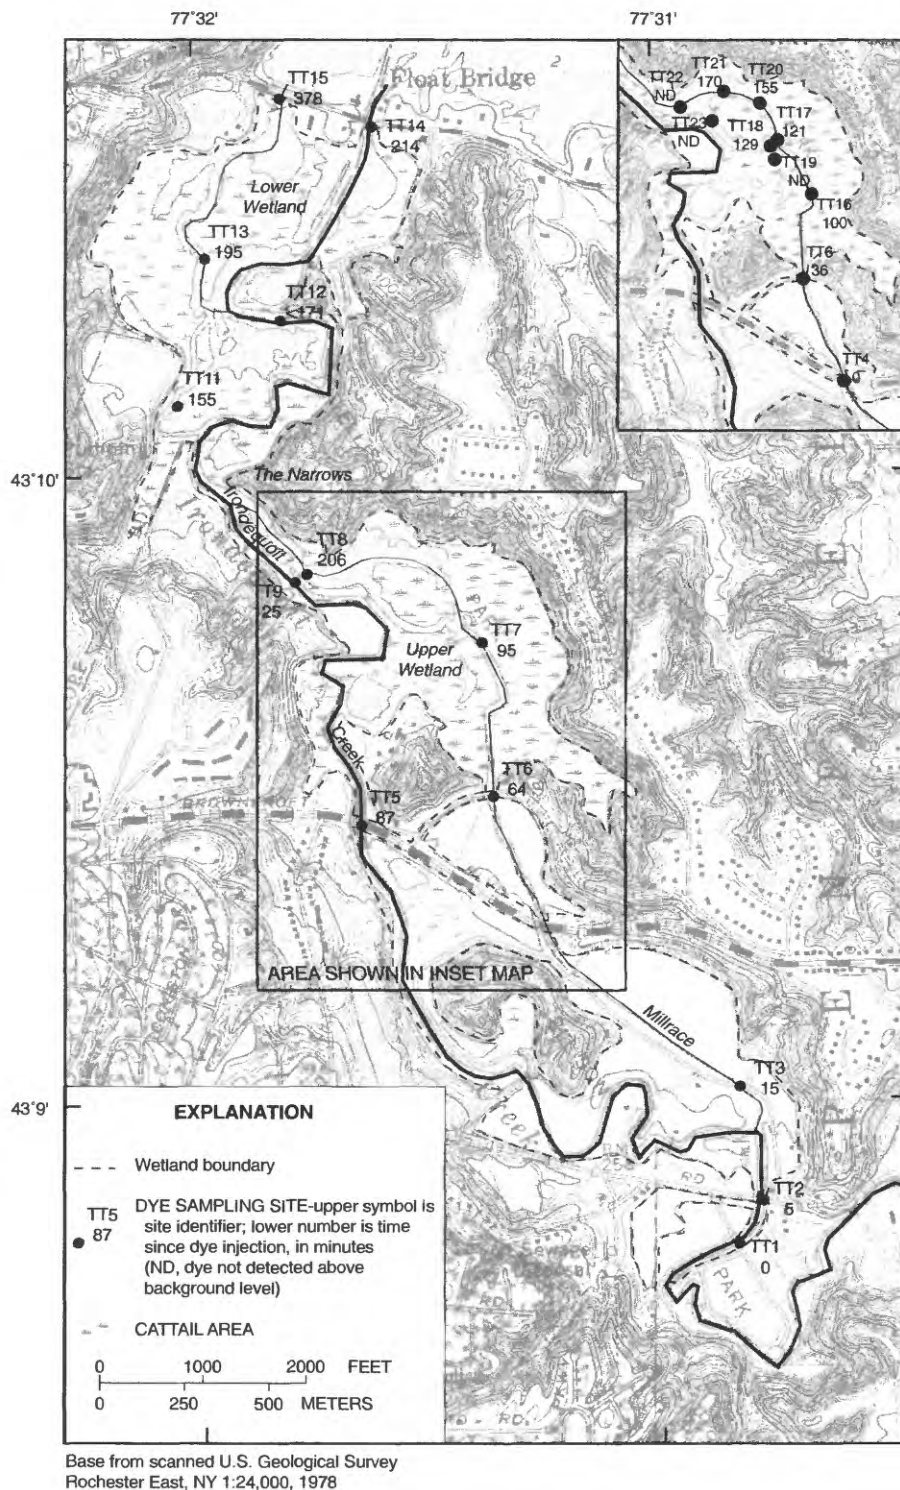 77°32'
77°31'
TT15
378
Float Bridge
2
TT14
214
Lower
Wetland
TT13
195
TT12
171
TT11
155
TT21
170
TT20
155
TT22
ND
TT17
121
TT23
ND
TT18
129
TT19
ND
TT16
100
TT6
36
TT4
0
43°10'
The Narrows
Irondequoit
TT8
206
T9
25
TT7
95
Upper
Wetland
Creek
TT6
64
TT5
87
AREA SHOWN IN INSET MAP
Millrace
TT3
15
43°9'
RD
TT2
5
TT1
0
PARK
EXPLANATION
Wetland boundary
TT5
87
DYE SAMPLING SITE-upper symbol is
site identifier; lower number is time
since dye injection, in minutes
(ND, dye not detected above
background level)
CATTAIL AREA
0 1000 2000 FEET
0 250 500 METERS
RD.
Base from scanned U.S. Geological Survey
Rochester East, NY 1:24,000, 1978